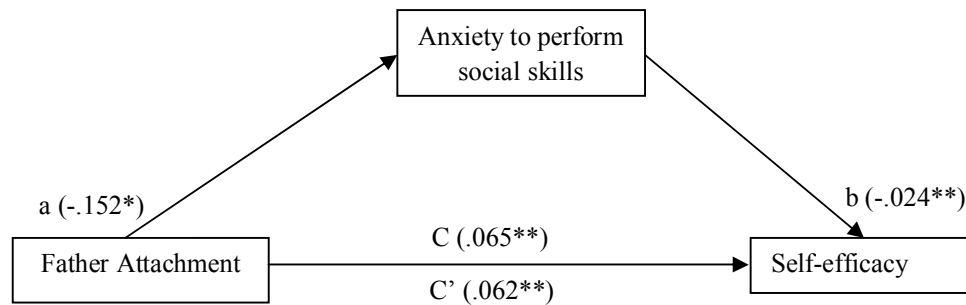 Anxiety to perform
social skills
a (-.152*)
b (-.024**)
C (.065**)
Father Attachment
Self-efficacy
C’ (.062**)